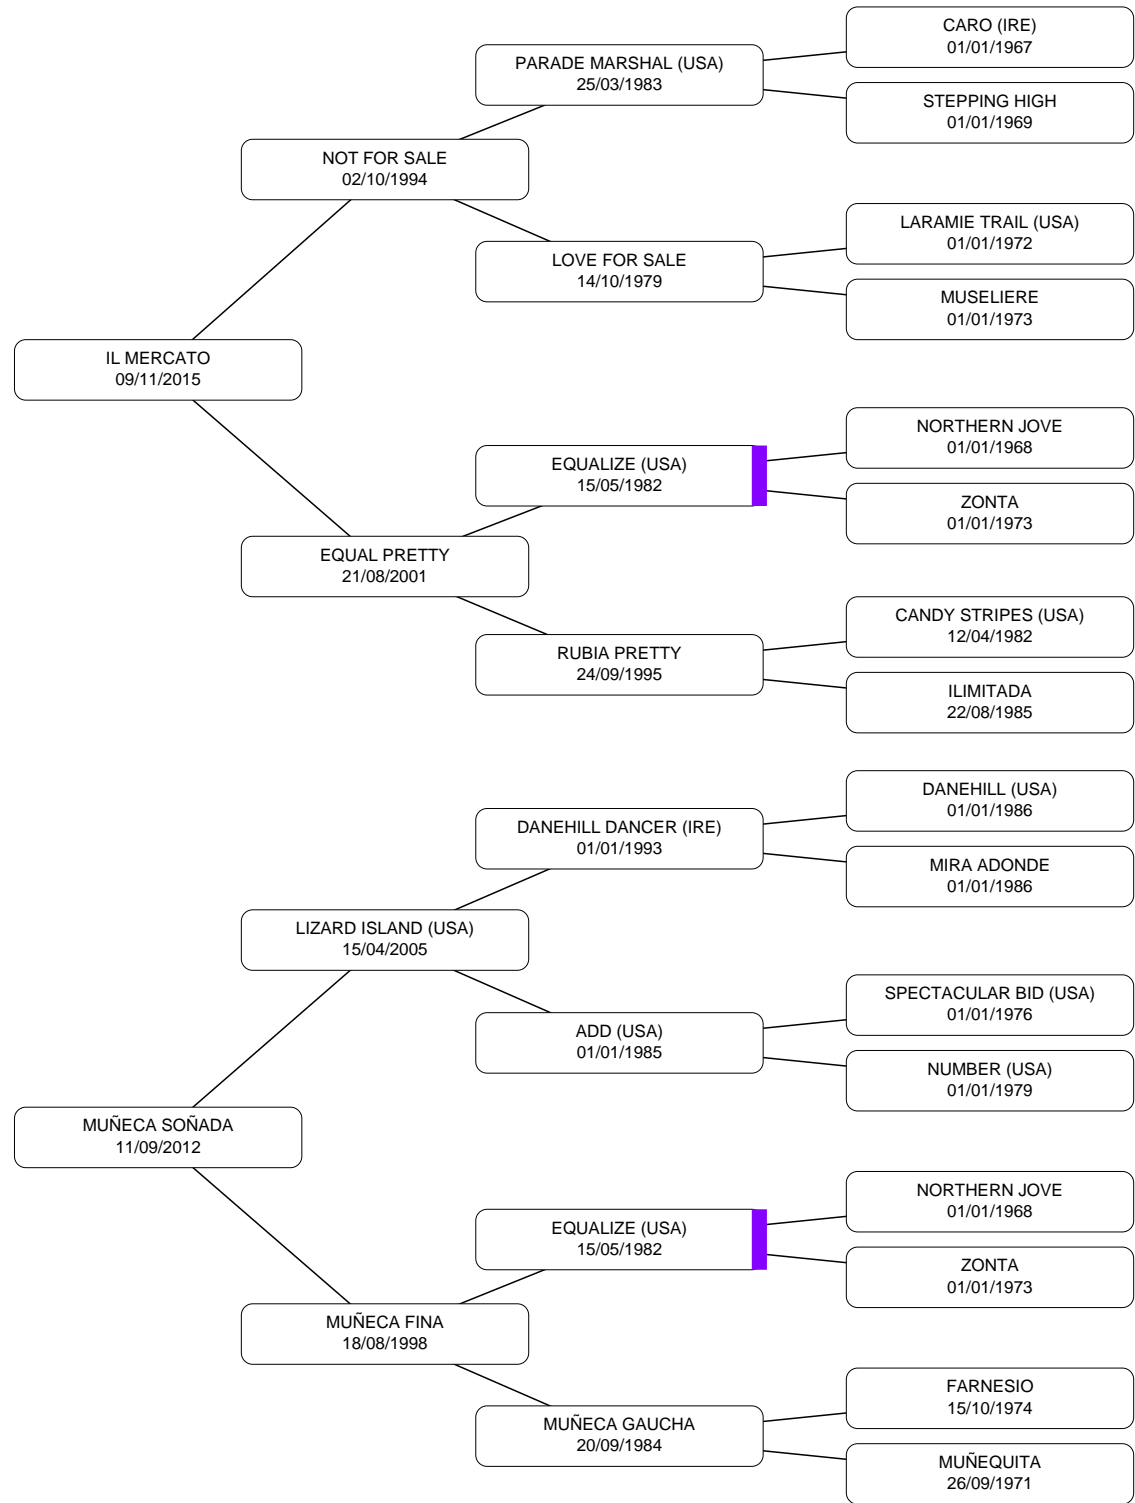 CARO (IRE)
01/01/1967
PARADE MARSHAL (USA)
25/03/1983
STEPPING HIGH
01/01/1969
NOT FOR SALE
02/10/1994
LARAMIE TRAIL (USA)
01/01/1972
LOVE FOR SALE
14/10/1979
MUSELIERE
01/01/1973
IL MERCATO
09/11/2015
NORTHERN JOVE
01/01/1968
EQUALIZE (USA)
15/05/1982
ZONTA
01/01/1973
EQUAL PRETTY
21/08/2001
CANDY STRIPES (USA)
12/04/1982
RUBIA PRETTY
24/09/1995
ILIMITADA
22/08/1985
DANEHILL (USA)
01/01/1986
DANEHILL DANCER (IRE)
01/01/1993
MIRA ADONDE
01/01/1986
LIZARD ISLAND (USA)
15/04/2005
SPECTACULAR BID (USA)
01/01/1976
ADD (USA)
01/01/1985
NUMBER (USA)
01/01/1979
MUÑECA SOÑADA
11/09/2012
NORTHERN JOVE
01/01/1968
EQUALIZE (USA)
15/05/1982
ZONTA
01/01/1973
MUÑECA FINA
18/08/1998
FARNESIO
15/10/1974
MUÑECA GAUCHA
20/09/1984
MUÑEQUITA
26/09/1971